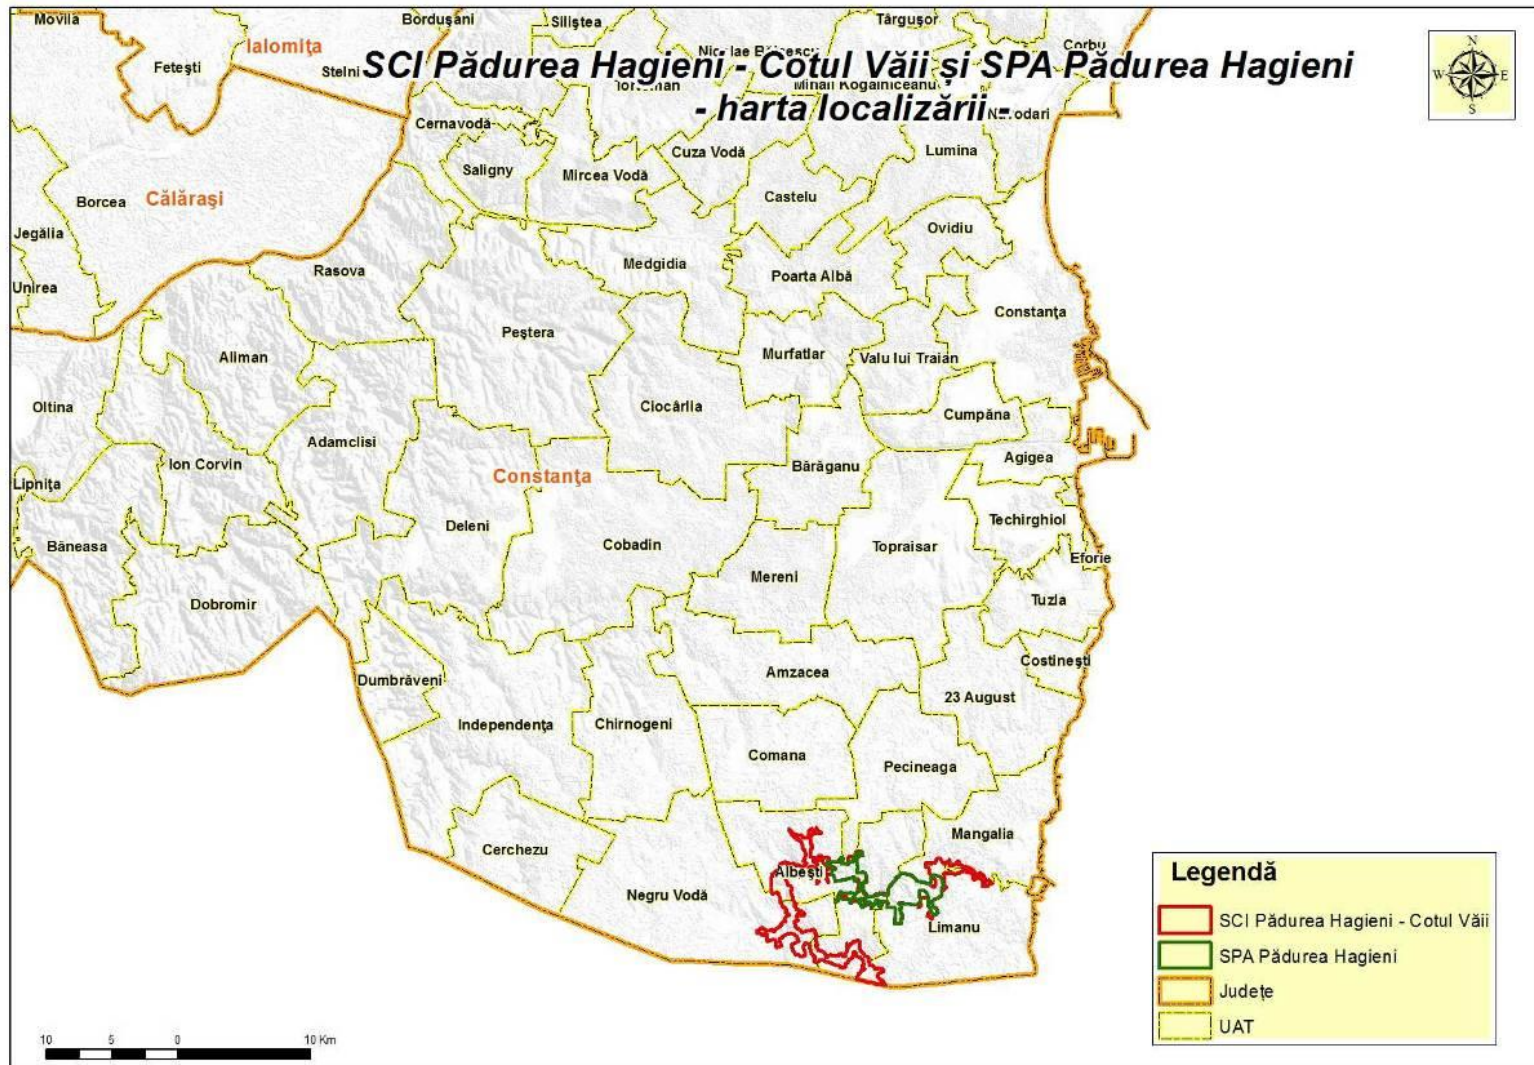 Movila
Borduşani
Siliştea
Târguşor
Ialomiţa
Corbu
Feteşti
Stelni
SCI Pădurea Hagieni - Cotul Văii şi SPA Pădurea Hagieni
- harta localizării -
N
W E
S
Mihail Kogălniceanu
Cernavodă
Cuza Vodă
Lumina
Saligny
Mircea Vodă
Castelu
Borcea
Călăraşi
Jegălia
Ovidiu
Rasova
Medgidia
Poarta Albă
Unirea
Constanţa
Peştera
Aliman
Murfatlar
Valu lui Traian
Oltina
Ciocârlia
Cumpăna
Adamclisi
Ion Corvin
Bărăganu
Agigea
Lipniţa
Constanţa
Deleni
Techirghiol
Băneasa
Cobadin
Topraisar
Eforie
Mereni
Dobromir
Tuzla
Costineşti
Amzacea
Dumbrăveni
23 August
Independenţa
Chirnogeni
Comana
Pecineaga
Mangalia
Cerchezu
Albeşti
Negru Vodă
Limanu
Legendă
SCI Pădurea Hagieni - Cotul Văii
SPA Pădurea Hagieni
Judeţe
UAT
10 5 0 10 Km